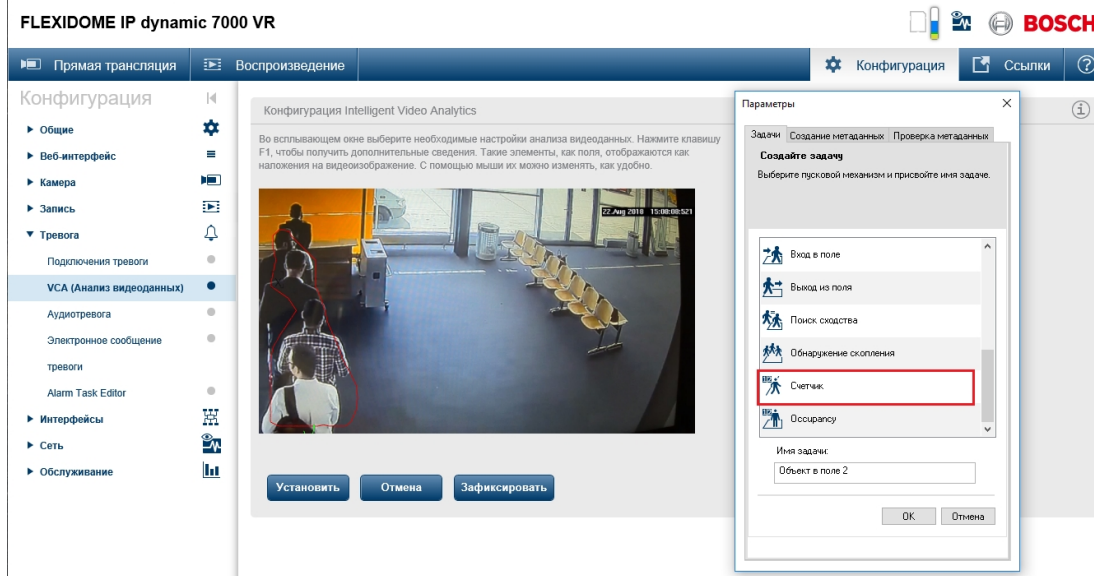 FLEXIDOME IP dynamic 7000 VR
BOSCH
Прямая трансляция
Воспроизведение
Конфигурация
Ссылки
Конфигурация
Общие
Веб-интерфейс
Камера
Запись
Тревога
Подключения тревоги
VCA (Анализ видеоданных)
Аудиотревога
Электронное сообщение
тревоги
Alarm Task Editor
Интерфейсы
Сеть
Обслуживание
Конфигурация Intelligent Video Analytics
Во всплывающем окне выберите необходимые настройки анализа видеоданных. Нажмите клавишу
F1, чтобы получить дополнительные сведения. Такие элементы, как поля, отображаются как
наложения на видеоизображение. С помощью мыши их можно изменять, как удобно.
22.Aug 2018 15:08:08:521
Установить
Отмена
Зафиксировать
Параметры
Задачи
Создание метаданных
Проверка метаданных
Создайте задачу
Выберите пусковой механизм и присвойте имя задаче.
Вход в поле
Выход из поля
Поиск сходства
Обнаружение скопления
Счетчик
Occupancy
Имя задачи:
Объект в поле 2
OK
Отмена